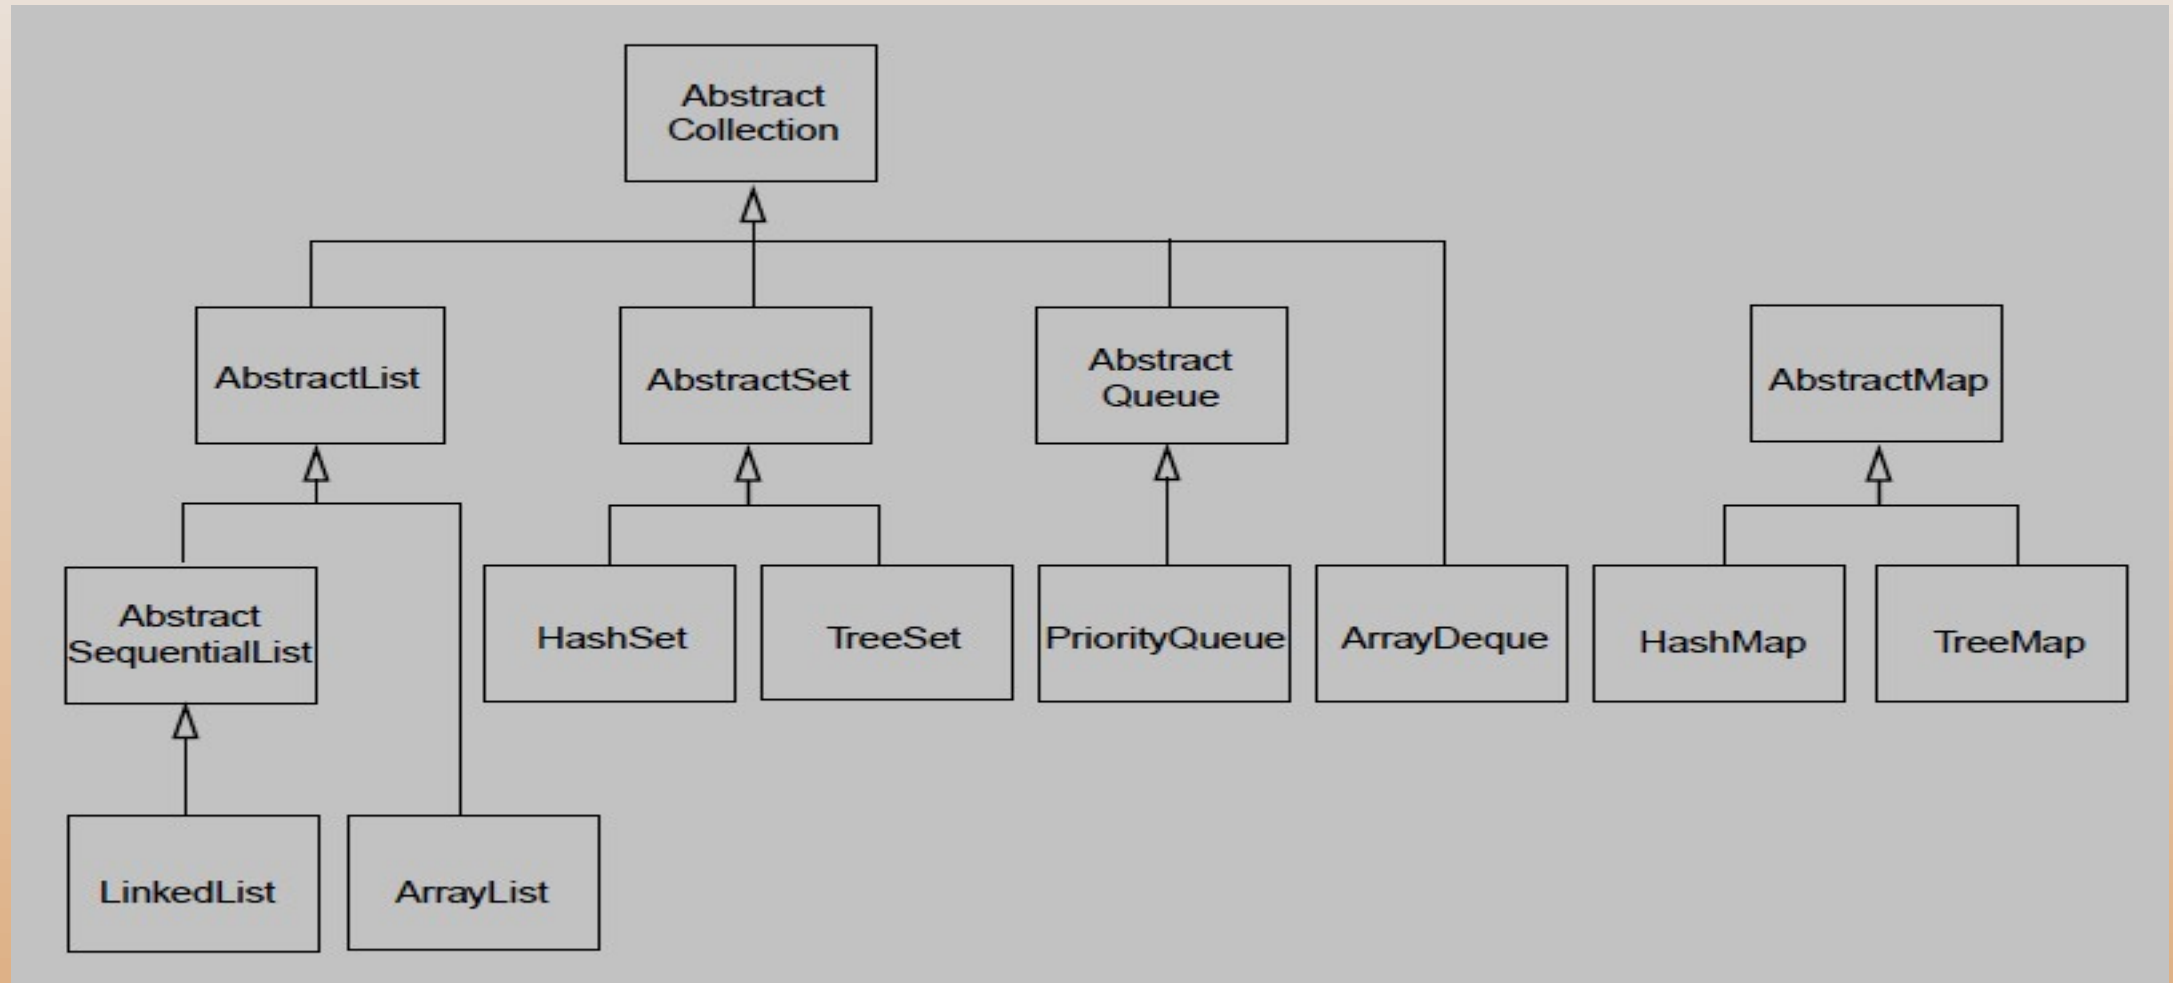 Abstract
Collection
AbstractList
AbstractSet
Abstract
Queue
AbstractMap
Abstract
SequentialList
HashSet
TreeSet
PriorityQueue
ArrayDeque
HashMap
TreeMap
LinkedList
ArrayList